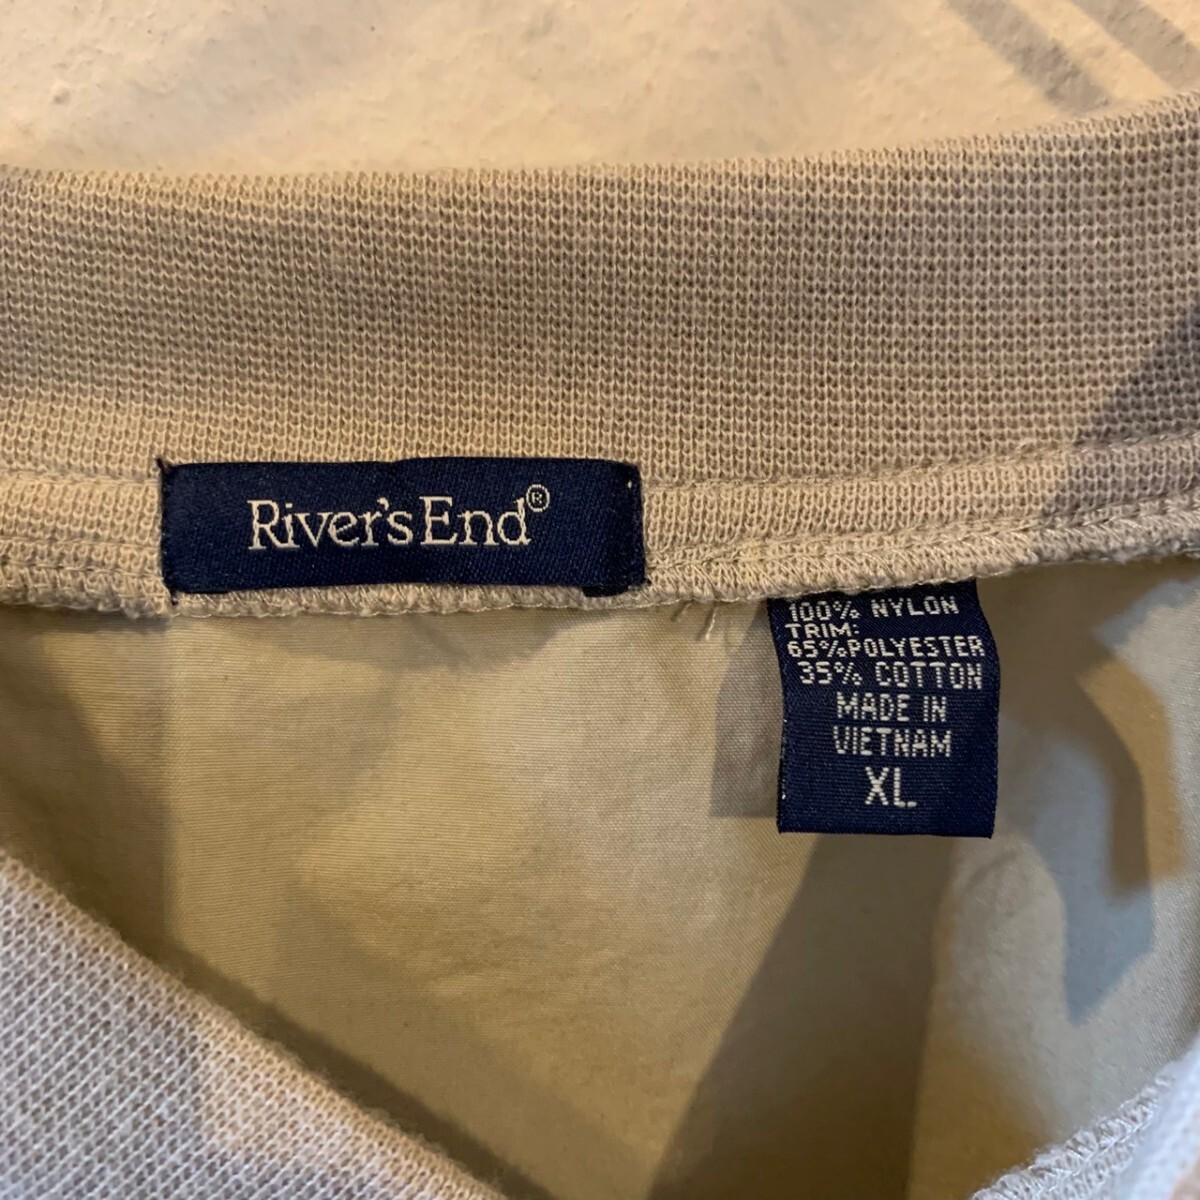 River's End®
100% NYLON
TRIM:
65%POLYESTER
35% COTTON
MADE IN
VIETNAM
XL